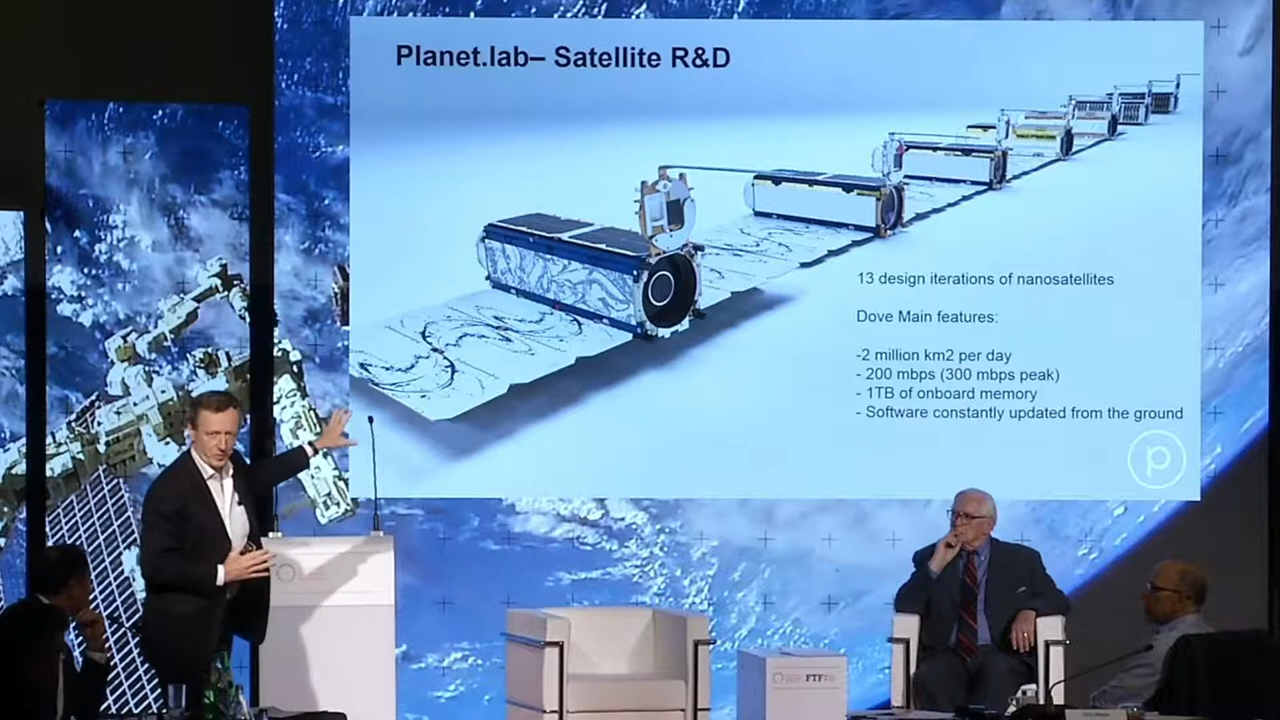 Planet.lab– Satellite R&D
13 design iterations of nanosatellites
Dove Main features:
-2 million km2 per day
- 200 mbps (300 mbps peak)
- 1TB of onboard memory
- Software constantly updated from the ground
p
FTF